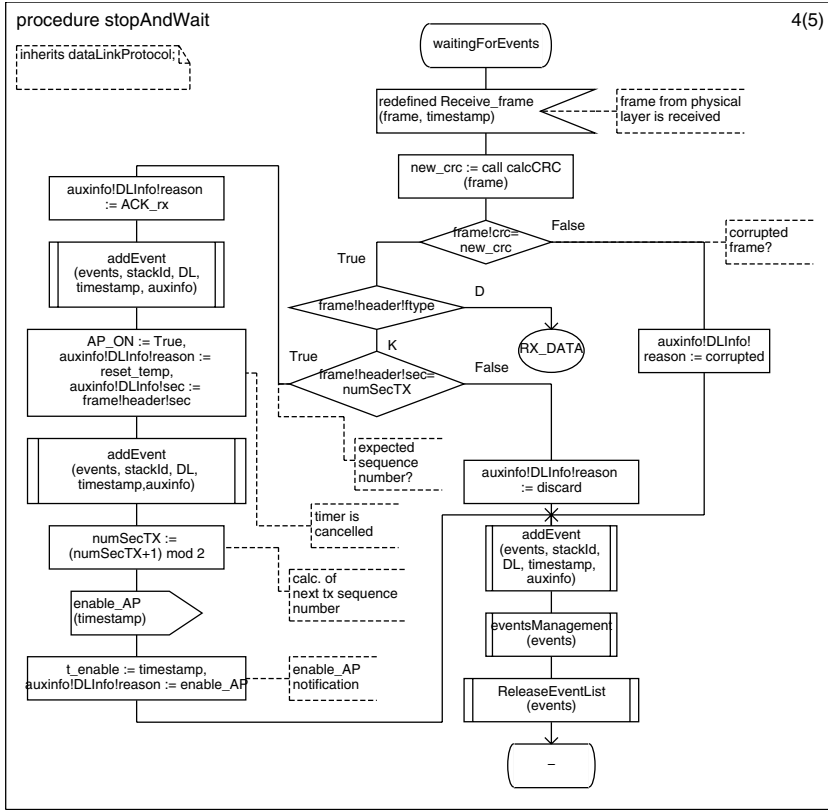 procedure stopAndWait
4(5)
inherits dataLinkProtocol;
waitingForEvents
redefined Receive_frame
(frame, timestamp)
frame from physical
layer is received
new_crc := call calcCRC
(frame)
frame!crc=
new_crc
False
True
corrupted
frame?
auxinfo!DLInfo!reason
:= ACK_rx
addEvent
(events, stackId, DL,
timestamp, auxinfo)
frame!header!ftype
D
K
RX_DATA
auxinfo!DLInfo!
reason := corrupted
AP_ON := True,
auxinfo!DLInfo!reason :=
reset_temp,
auxinfo!DLInfo!sec :=
frame!header!sec
True
frame!header!sec=
numSecTX
False
addEvent
(events, stackId, DL,
timestamp,auxinfo)
expected
sequence
number?
auxinfo!DLInfo!reason
:= discard
timer is
cancelled
numSecTX :=
(numSecTX+1) mod 2
addEvent
(events, stackId,
DL, timestamp,
auxinfo)
calc. of
next tx sequence
number
enable_AP
(timestamp)
eventsManagement
(events)
t_enable := timestamp,
auxinfo!DLInfo!reason := enable_AP
enable_AP
notification
ReleaseEventList
(events)
–